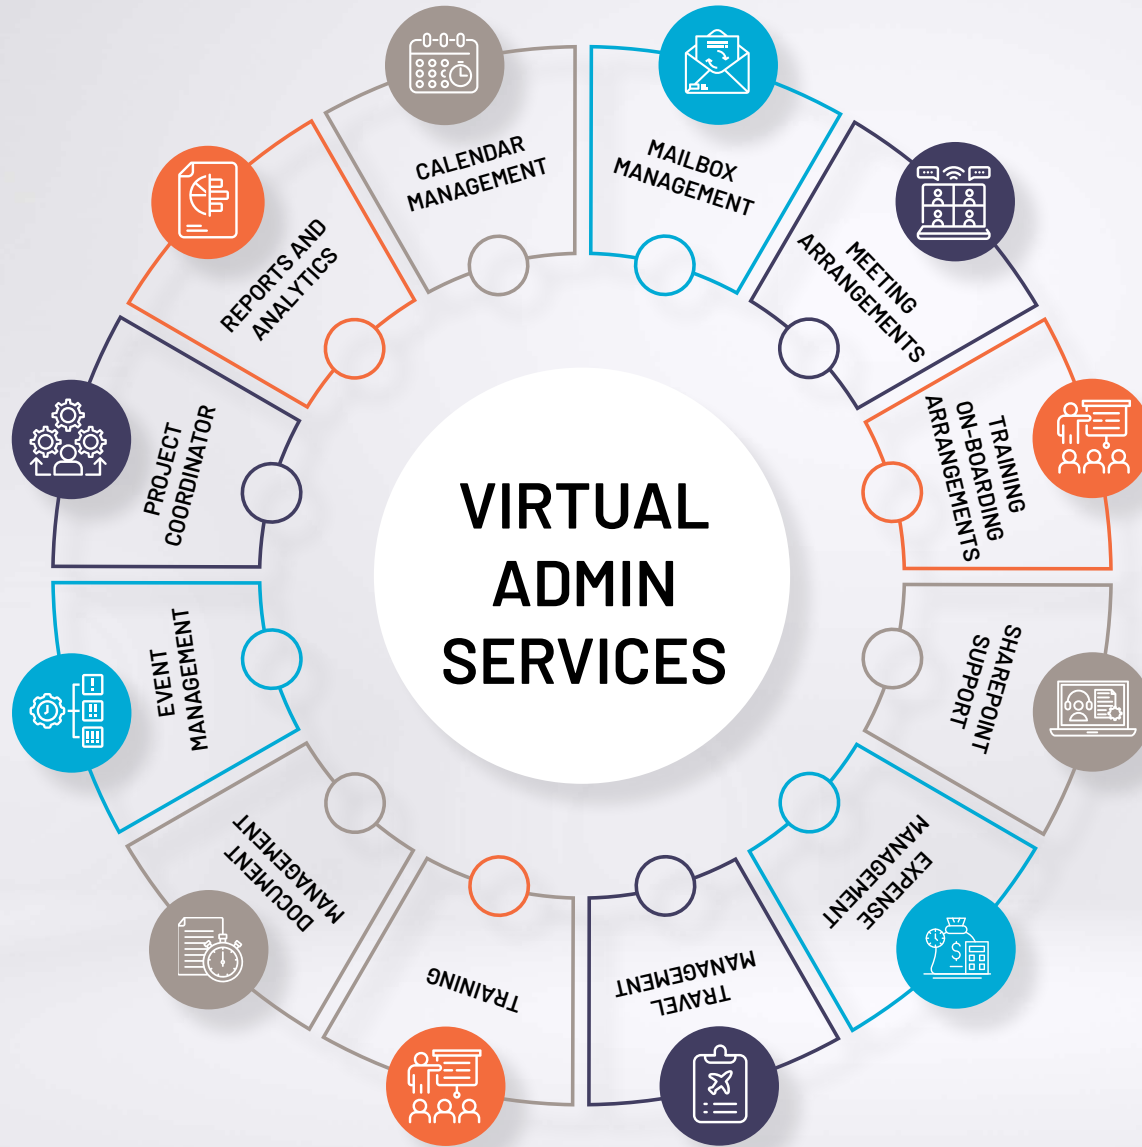 VIRTUAL
ADMIN
SERVICES
MAILBOX
MANAGEMENT
MEETING
ARRANGEMENTS
TRAINING
ON-BOARDING
ARRANGEMENTS
SHAREPOINT
SUPPORT
EXPENSE
MANAGEMENT
TRAVEL
MANAGEMENT
TRAINING
DOCUMENT
MANAGEMENT
EVENT
MANAGEMENT
PROJECT
COORDINATOR
REPORTS AND
ANALYTICS
CALENDAR
MANAGEMENT